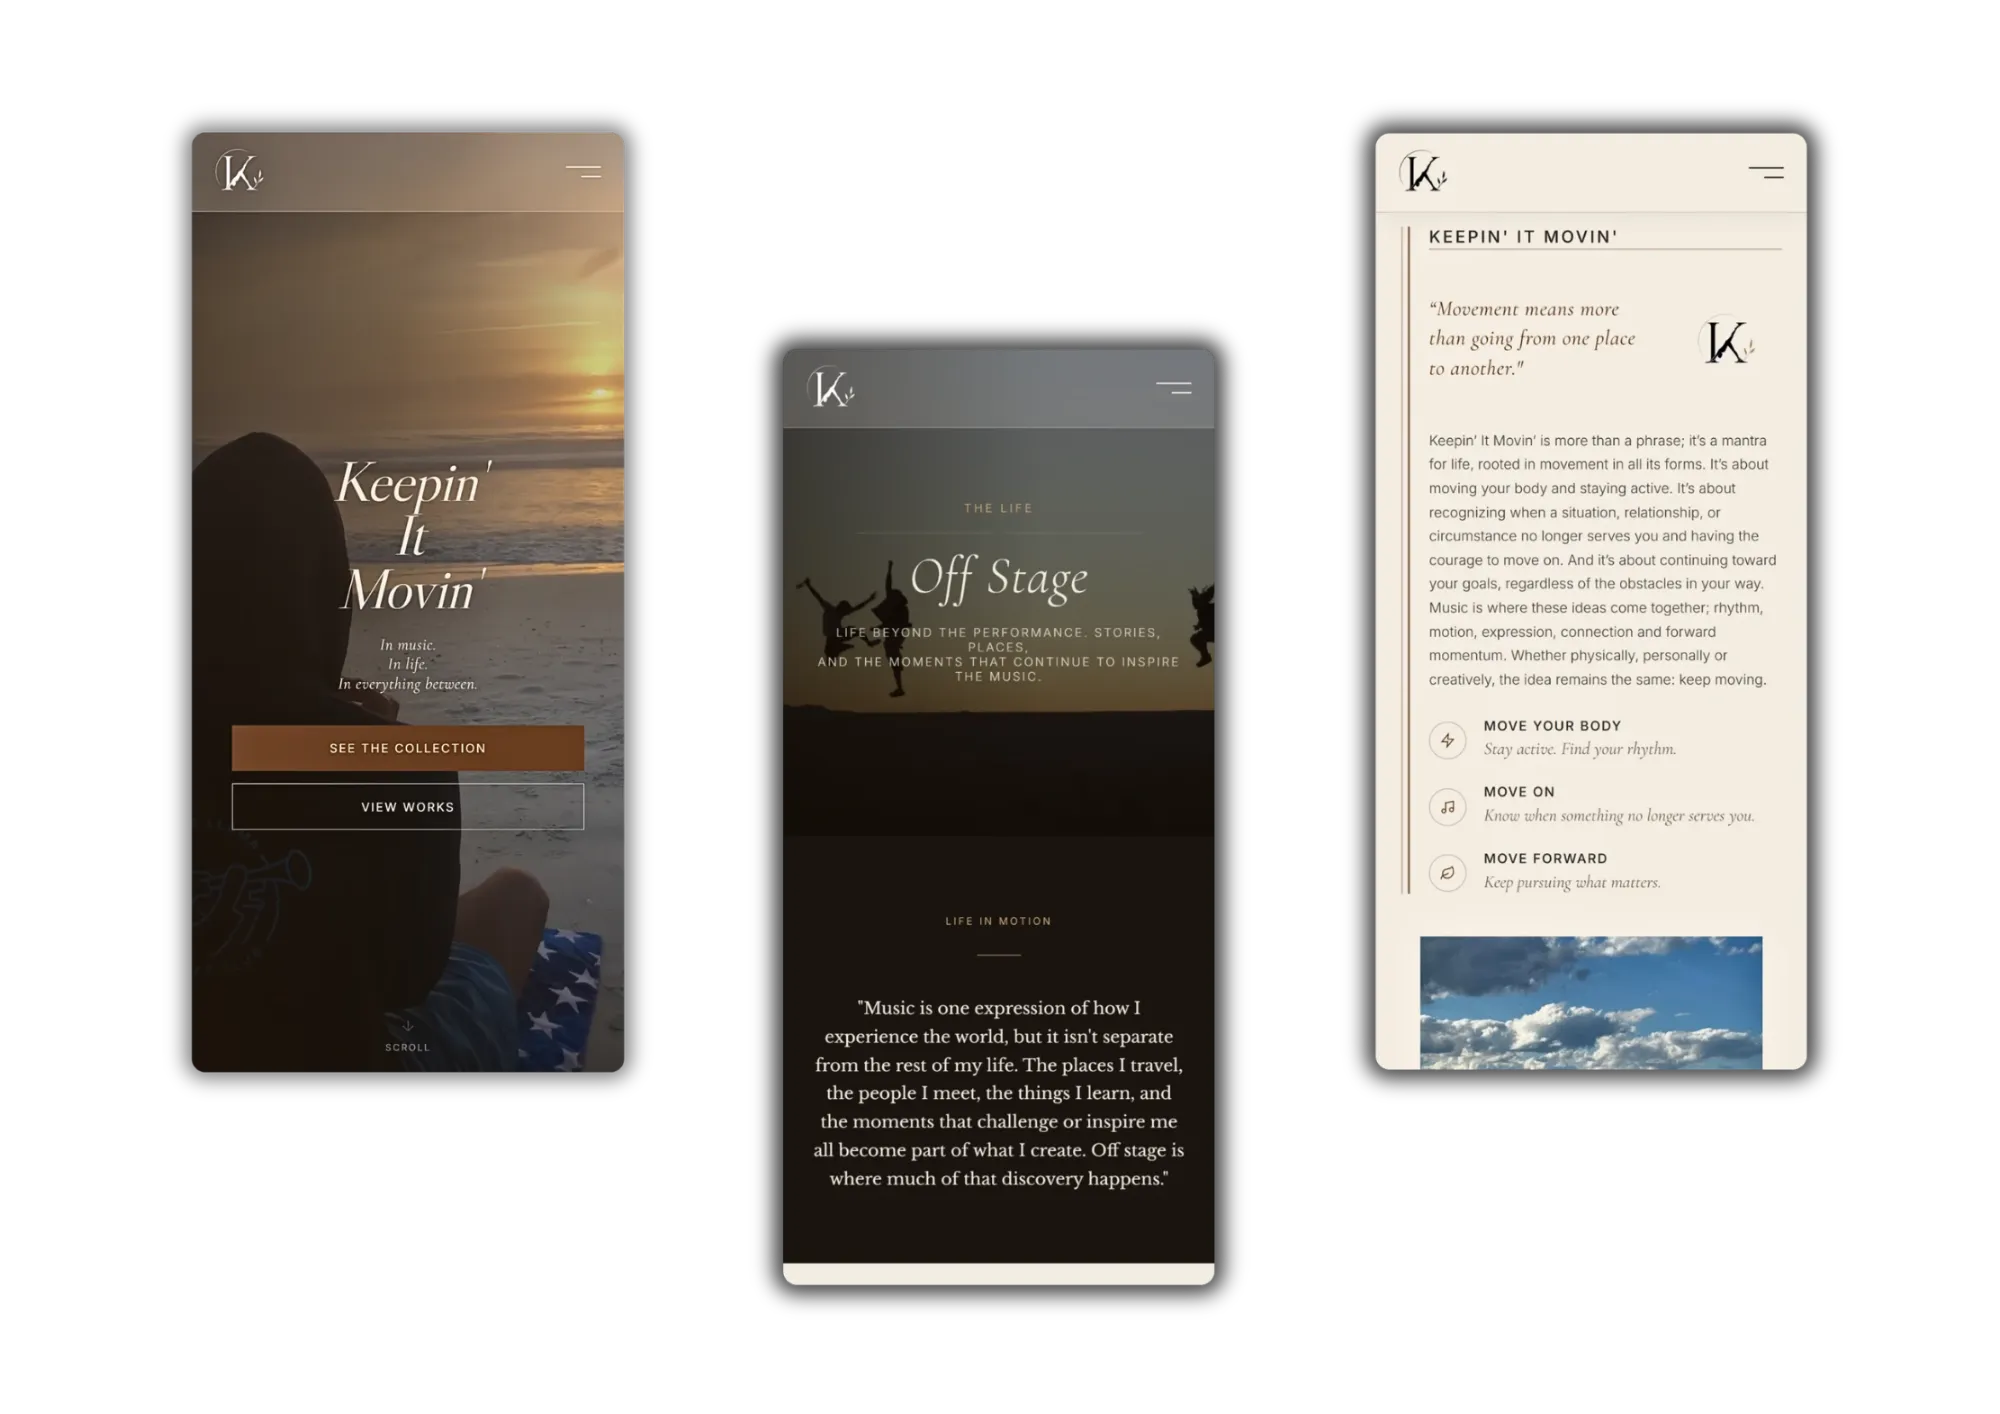 K
Keepin'
It
Movin'
In music.
In life.
In everything between.
SEE THE COLLECTION
VIEW WORKS
SCROLL
K
THE LIFE
Off Stage
LIFE BEYOND THE PERFORMANCE. STORIES,
PLACES,
AND THE MOMENTS THAT CONTINUE TO INSPIRE
THE MUSIC.
LIFE IN MOTION
"Music is one expression of how I
experience the world, but it isn't separate
from the rest of my life. The places I travel,
the people I meet, the things I learn, and
the moments that challenge or inspire me
all become part of what I create. Off stage is
where much of that discovery happens."
K
KEEPIN' IT MOVIN'
“Movement means more
than going from one place
to another."
K
Keepin’ It Movin’ is more than a phrase; it’s a mantra
for life, rooted in movement in all its forms. It’s about
moving your body and staying active. It’s about
recognizing when a situation, relationship, or
circumstance no longer serves you and having the
courage to move on. And it’s about continuing toward
your goals, regardless of the obstacles in your way.
Music is where these ideas come together; rhythm,
motion, expression, connection and forward
momentum. Whether physically, personally or
creatively, the idea remains the same: keep moving.
MOVE YOUR BODY
Stay active. Find your rhythm.
MOVE ON
Know when something no longer serves you.
MOVE FORWARD
Keep pursuing what matters.